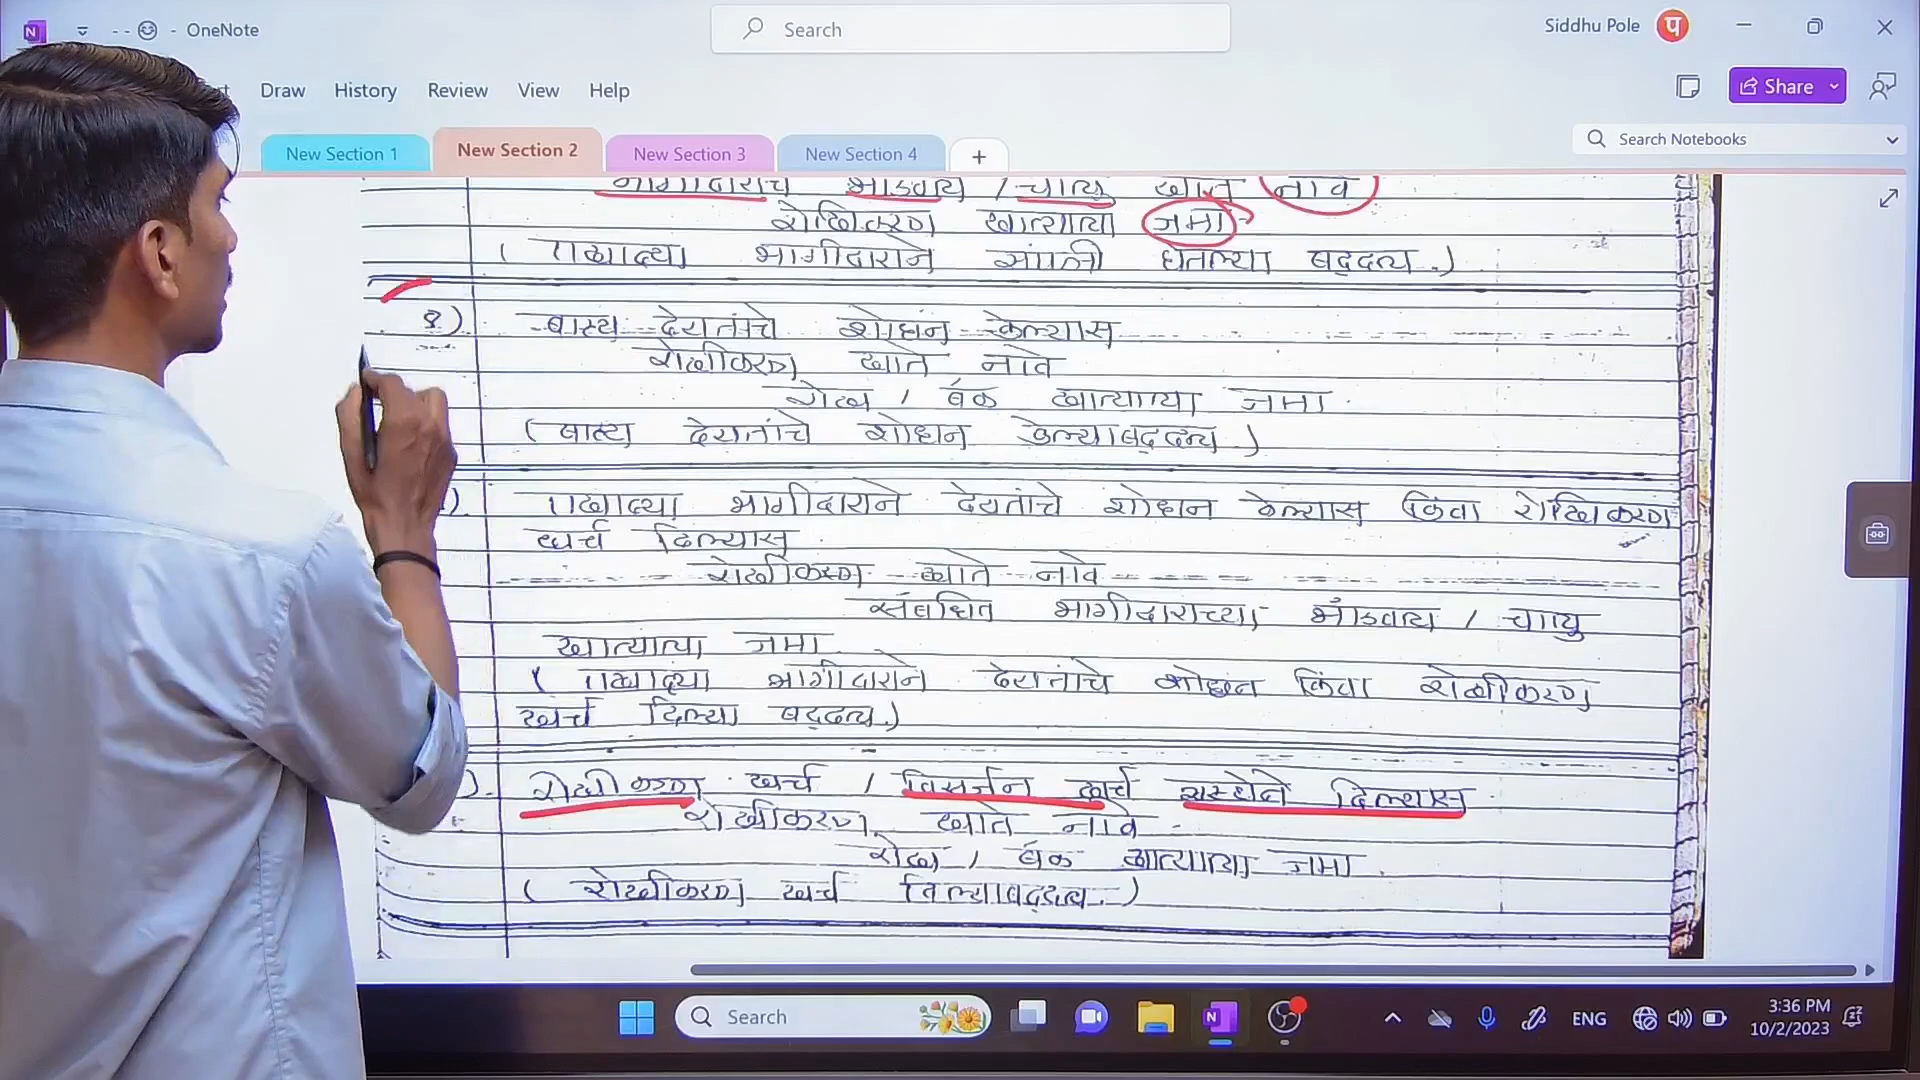 OneNote
Search
Siddhu Pole प
Draw History Review View Help
Share
New Section 1 New Section 2 New Section 3 New Section 4 +
Search Notebooks
भागीदाराचे भांडवल / चालू खाते नावे
रोखिकरण खात्याला जमा
( एखाद्या भागीदाराने संपत्ती घेतल्या बद्दल.)
8) बाह्य देयतांचे शोधन केल्यास
रोखीकरण खाते नावे
रोख / बँक खात्याला जमा.
( बाह्य देयतांचे शोधन केल्याबद्दल )
). एखाद्या भागीदाराने देयतांचे शोधन केल्यास किंवा रोखिकरण
खर्च दिल्यास
रोखीकरण खाते नावे
संबधित भागीदाराच्या भांडवल / चालु
खात्याला जमा
( एखाद्या भागीदाराने देयतांचे शोधन किंवा रोखीकरण
खर्च दिल्या बद्दल.)
). रोखीकरण खर्च / विसर्जन खर्च संस्थेने दिल्यास
रोखीकरण खाते नावे
रोख / बँक खात्याला जमा.
( रोखीकरण खर्च दिल्याबद्दल.)
Search
ENG
3:36 PM
10/2/2023